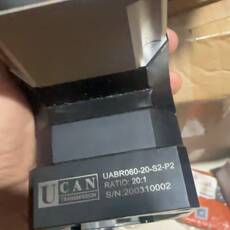 UCAN
TRANSMISSION
UABR060-20-S2-P2
RATIO: 20:1
S/N:200310002